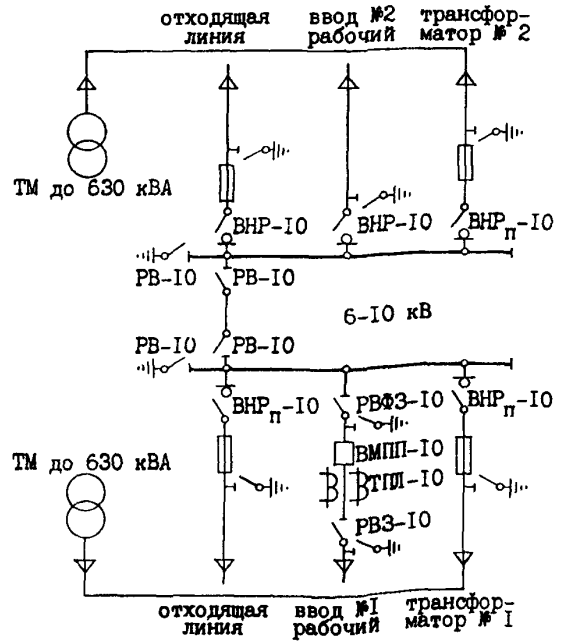 отходящая
линия
ввод №2
рабочий
трансфор-
матор № 2
ТМ до 630 кВА
ВНР-10
ВНР-10
ВНРп-10
РВ-10
РВ-10
6-10 кВ
РВ-10
РВ-10
ВНРп-10
РВФЗ-10
ВНРп-10
ВМПП-10
ТМ до 630 кВА
ТПЛ-10
РВЗ-10
отходящая
линия
ввод №1
рабочий
трансфор-
матор № 1